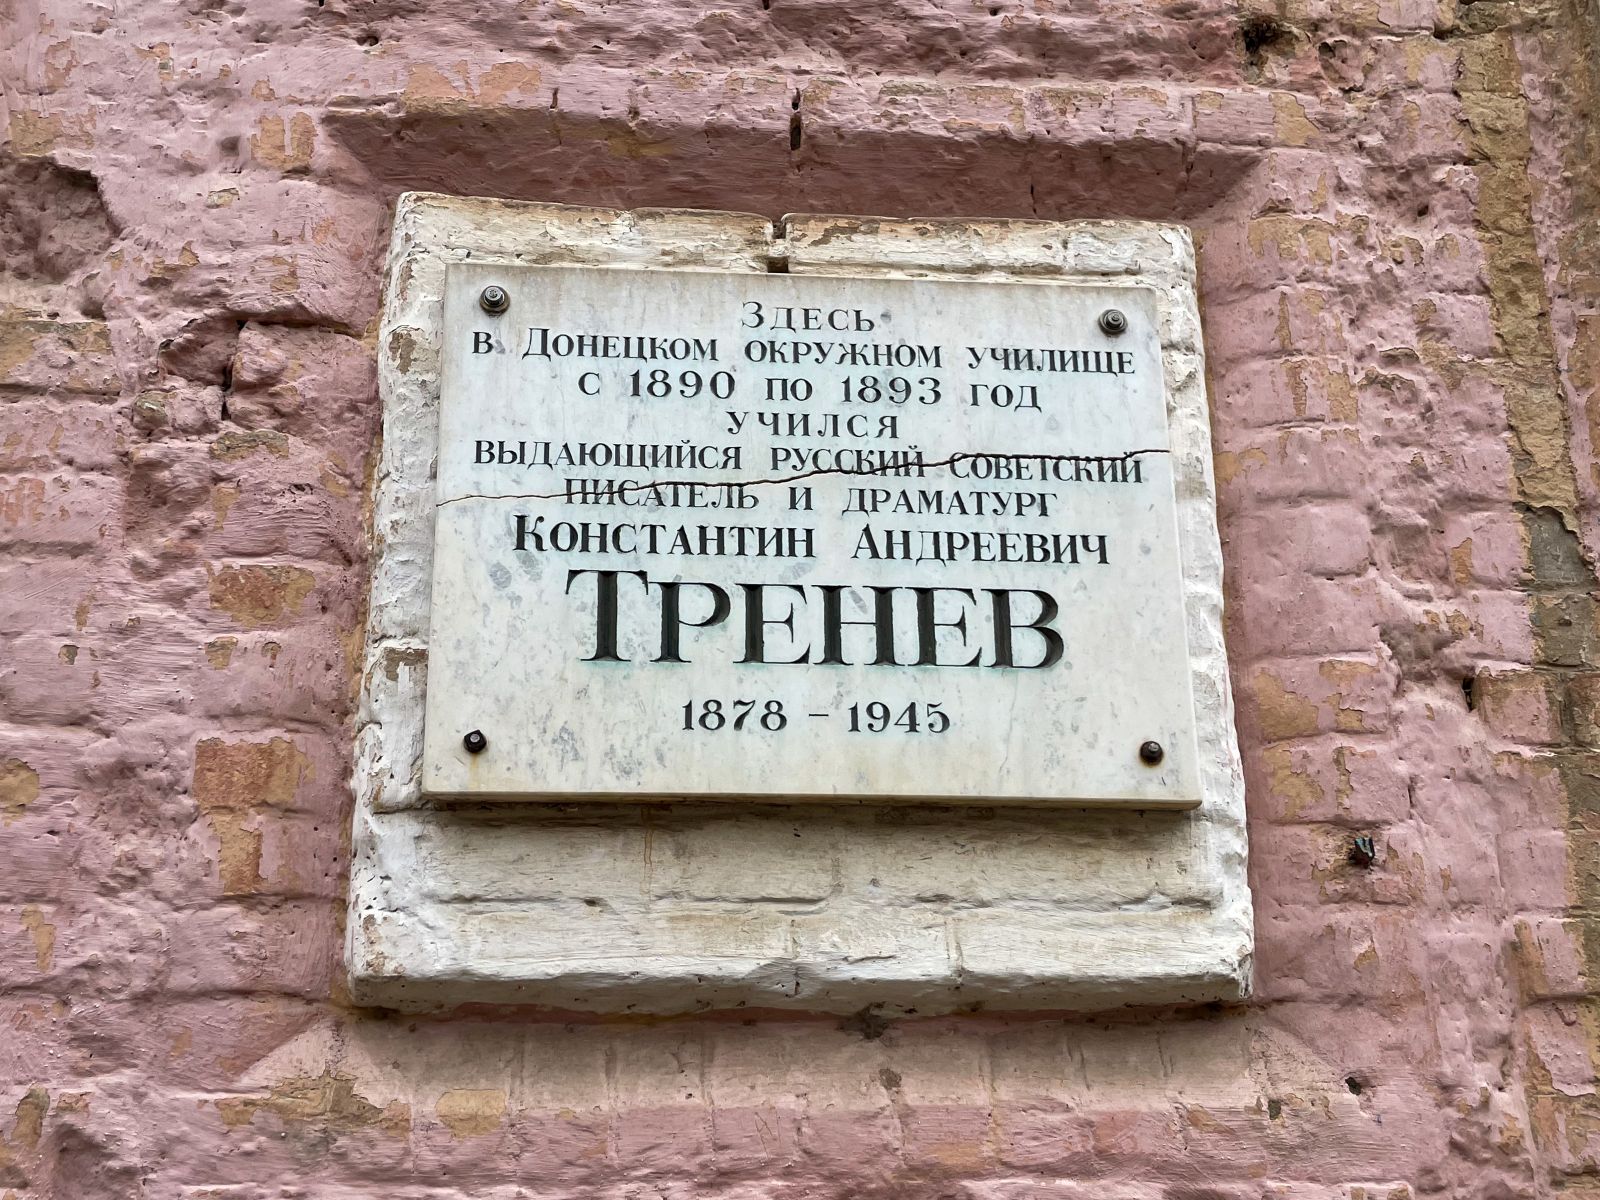 Здесь
в Донецком окружном училище
с 1890 по 1893 год
учился
выдающийся русский советский
писатель и драматург
Константин Андреевич
Тренев
1878 – 1945